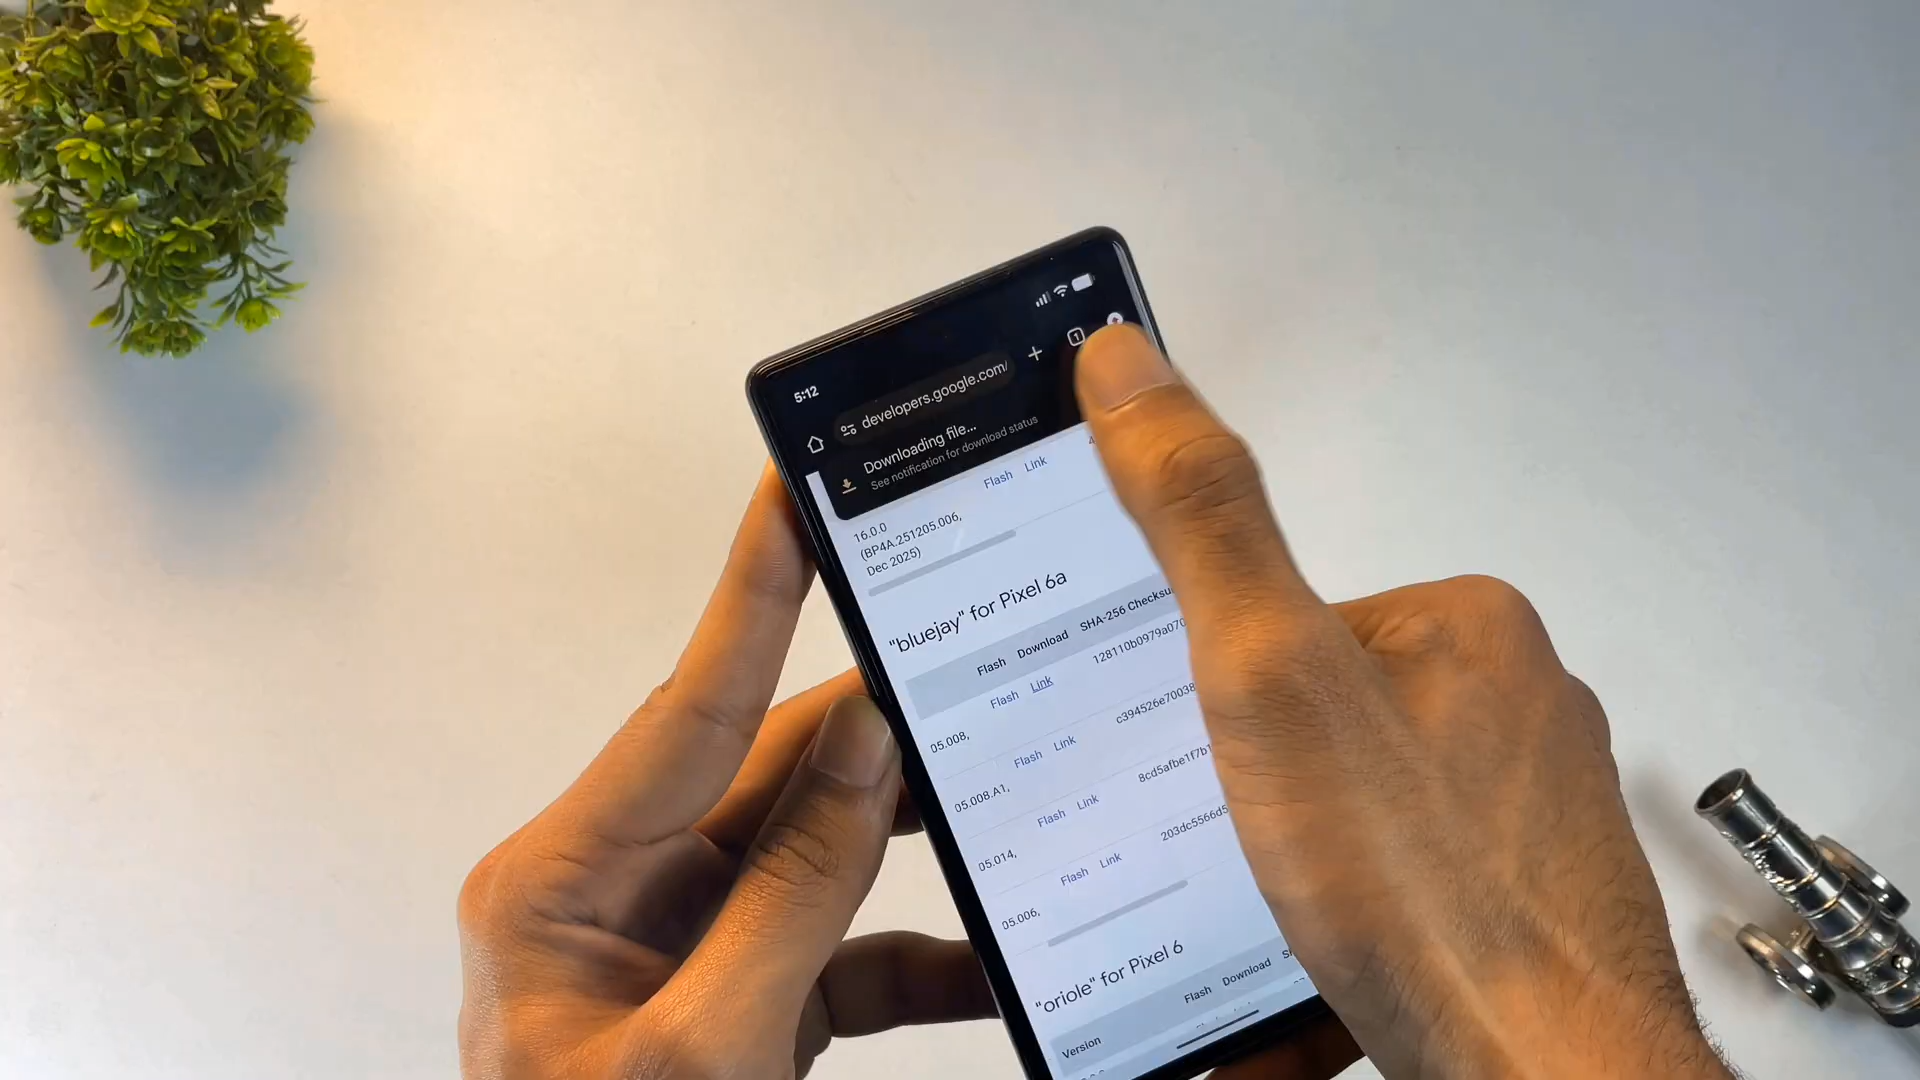 5:12
developers.google.com/
1
Downloading file...
See notification for download status
Flash Link
16.0.0
(BP4A.251205.006,
Dec 2025)
"bluejay" for Pixel 6a
Flash Download SHA-256 Checksu
Flash Link 128110b0979a070
05.008,
Flash Link c394526e70038
05.008.A1,
Flash Link 8cd5afbe1f7b1
05.014,
Flash Link 203dc5566d5
05.006,
"oriole" for Pixel 6
Version Flash Download